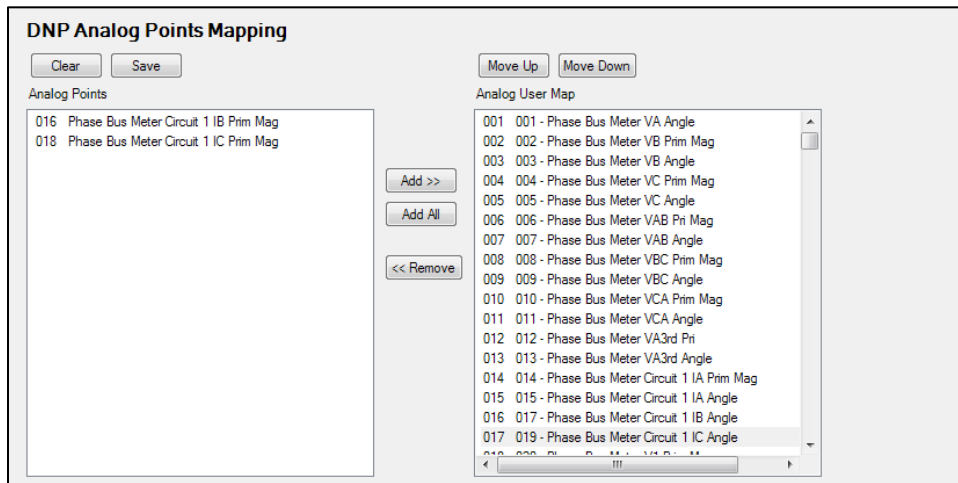 DNP Analog Points Mapping
Clear Save
Move Up Move Down
Analog Points
Analog User Map
016 Phase Bus Meter Circuit 1 IB Prim Mag
018 Phase Bus Meter Circuit 1 IC Prim Mag
Add >>
Add All
<< Remove
001 001 - Phase Bus Meter VA Angle
002 002 - Phase Bus Meter VB Prim Mag
003 003 - Phase Bus Meter VB Angle
004 004 - Phase Bus Meter VC Prim Mag
005 005 - Phase Bus Meter VC Angle
006 006 - Phase Bus Meter VAB Pri Mag
007 007 - Phase Bus Meter VAB Angle
008 008 - Phase Bus Meter VBC Prim Mag
009 009 - Phase Bus Meter VBC Angle
010 010 - Phase Bus Meter VCA Prim Mag
011 011 - Phase Bus Meter VCA Angle
012 012 - Phase Bus Meter VA3rd Pri
013 013 - Phase Bus Meter VA3rd Angle
014 014 - Phase Bus Meter Circuit 1 IA Prim Mag
015 015 - Phase Bus Meter Circuit 1 IA Angle
016 017 - Phase Bus Meter Circuit 1 IB Angle
017 019 - Phase Bus Meter Circuit 1 IC Angle